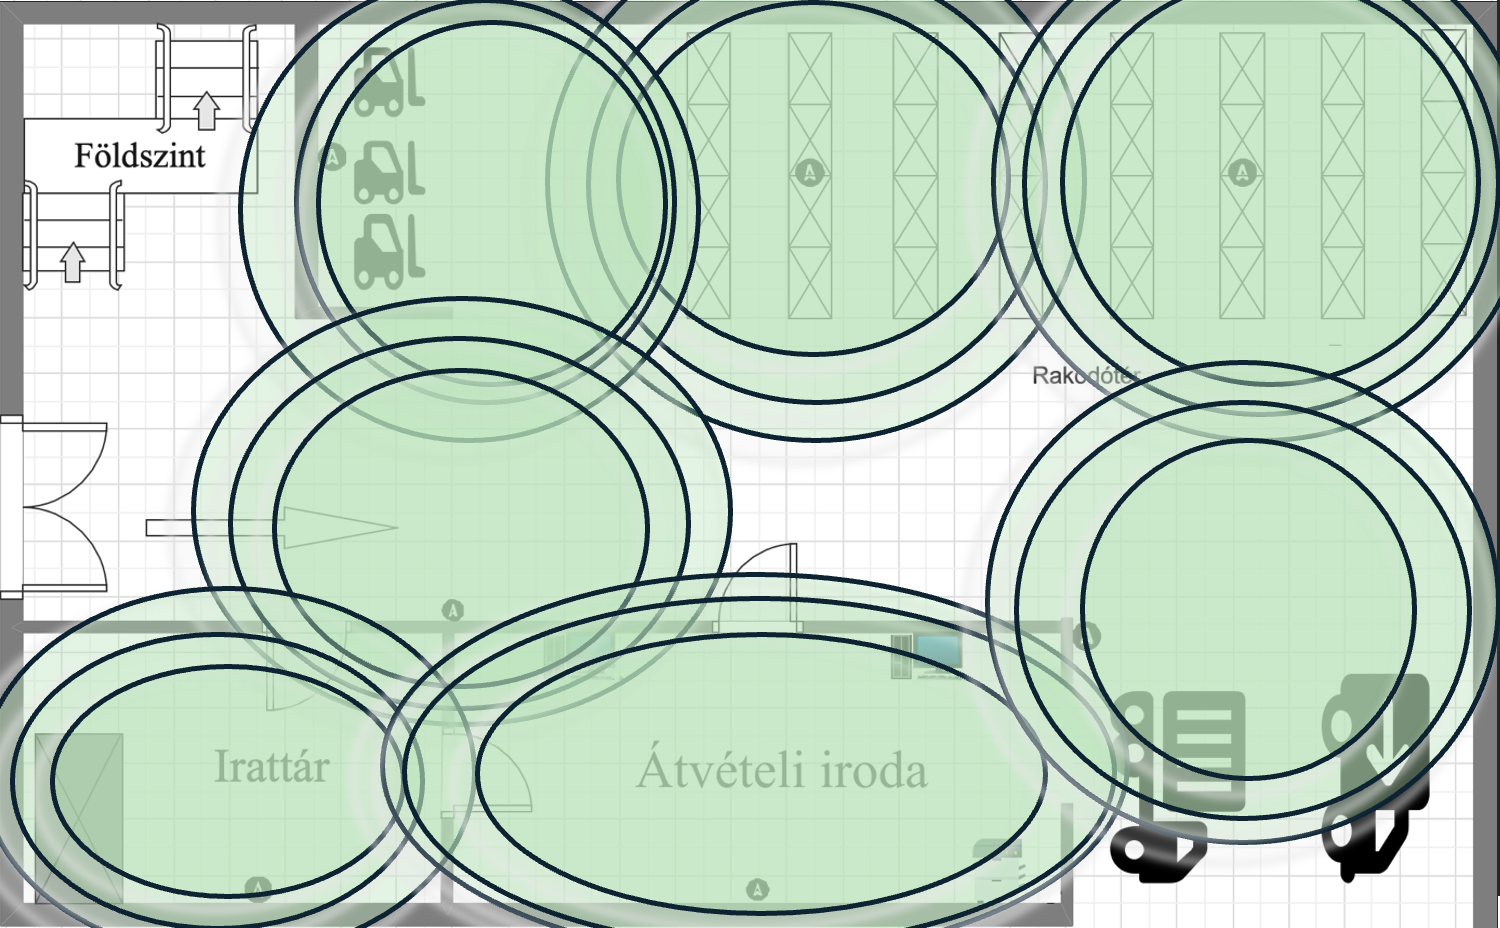 Földszint
Rakodótér
Irattár
Átvételi iroda